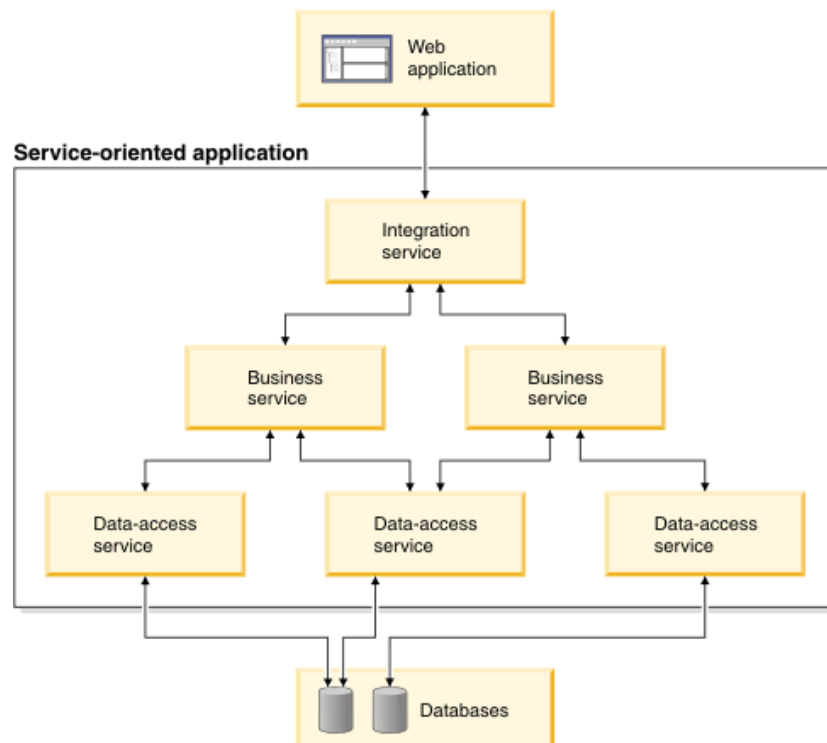 Web
application
Service-oriented application
Integration
service
Business
service
Business
service
Data-access
service
Data-access
service
Data-access
service
Databases